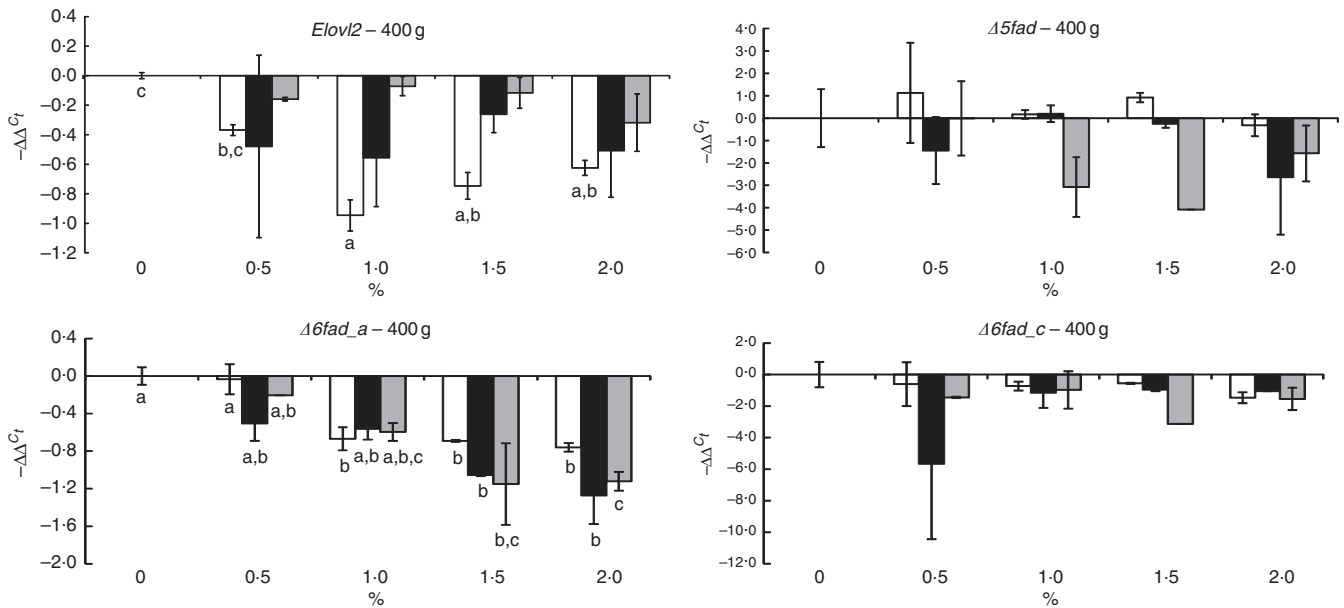 Elovl2 – 400 g
0·4
0·2
0·0
–0·2
–0·4
–0·6
–0·8
–1·0
–1·2
–ΔΔCt
c
b,c
a
a,b
a,b
0 0·5 1·0 1·5 2·0
%
Δ5fad – 400 g
4·0
3·0
2·0
1·0
0·0
–1·0
–2·0
–3·0
–4·0
–5·0
–6·0
–ΔΔCt
0 0·5 1·0 1·5 2·0
%
Δ6fad_a – 400 g
0·4
0·0
–0·4
–0·8
–1·2
–1·6
–2·0
–ΔΔCt
a
a
a,b
a,b
b
a,b
a,b,c
b
b
b,c
b
b
c
0 0·5 1·0 1·5 2·0
%
Δ6fad_c – 400 g
2·0
0·0
–2·0
–4·0
–6·0
–8·0
–10·0
–12·0
–ΔΔCt
0 0·5 1·0 1·5 2·0
%